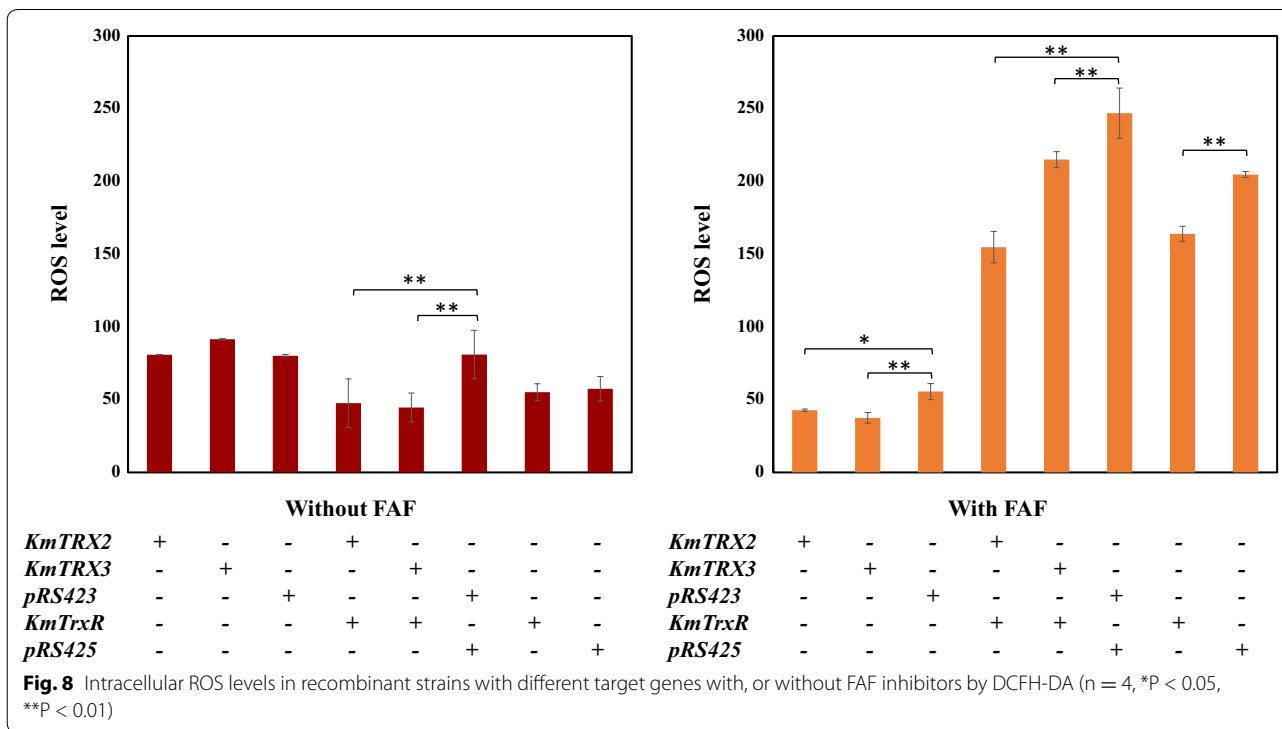 300
250
200
150
100
50
0
ROS level
** 
**
Without FAF
KmTRX2 + - - + - - - -
KmTRX3 - + - - + - - -
pRS423 - - + - - + - -
KmTrxR - - - + + - + -
pRS425 - - - - - + - +
300
250
200
150
100
50
0
ROS level
**
**
**
*
**
With FAF
KmTRX2 + - - + - - - -
KmTRX3 - + - - + - - -
pRS423 - - + - - + - -
KmTrxR - - - + + - + -
pRS425 - - - - - + - +
Fig. 8 Intracellular ROS levels in recombinant strains with different target genes with, or without FAF inhibitors by DCFH-DA (n = 4, *P < 0.05,
**P < 0.01)